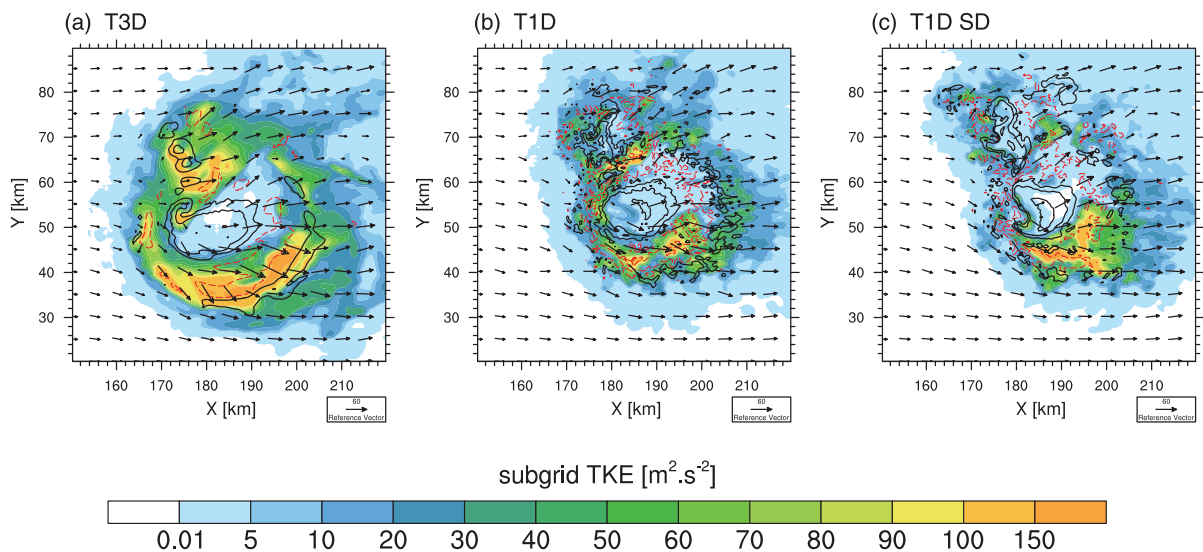 (a) T3D
(b) T1D
(c) T1D SD
80
70
60
50
40
30
Y [km]
160 170 180 190 200 210
X [km]
60
Reference Vector
80
70
60
50
40
30
Y [km]
160 170 180 190 200 210
X [km]
60
Reference Vector
80
70
60
50
40
30
Y [km]
160 170 180 190 200 210
X [km]
60
Reference Vector
subgrid TKE [m².s⁻²]
0.01 5 10 20 30 40 50 60 70 80 90 100 150